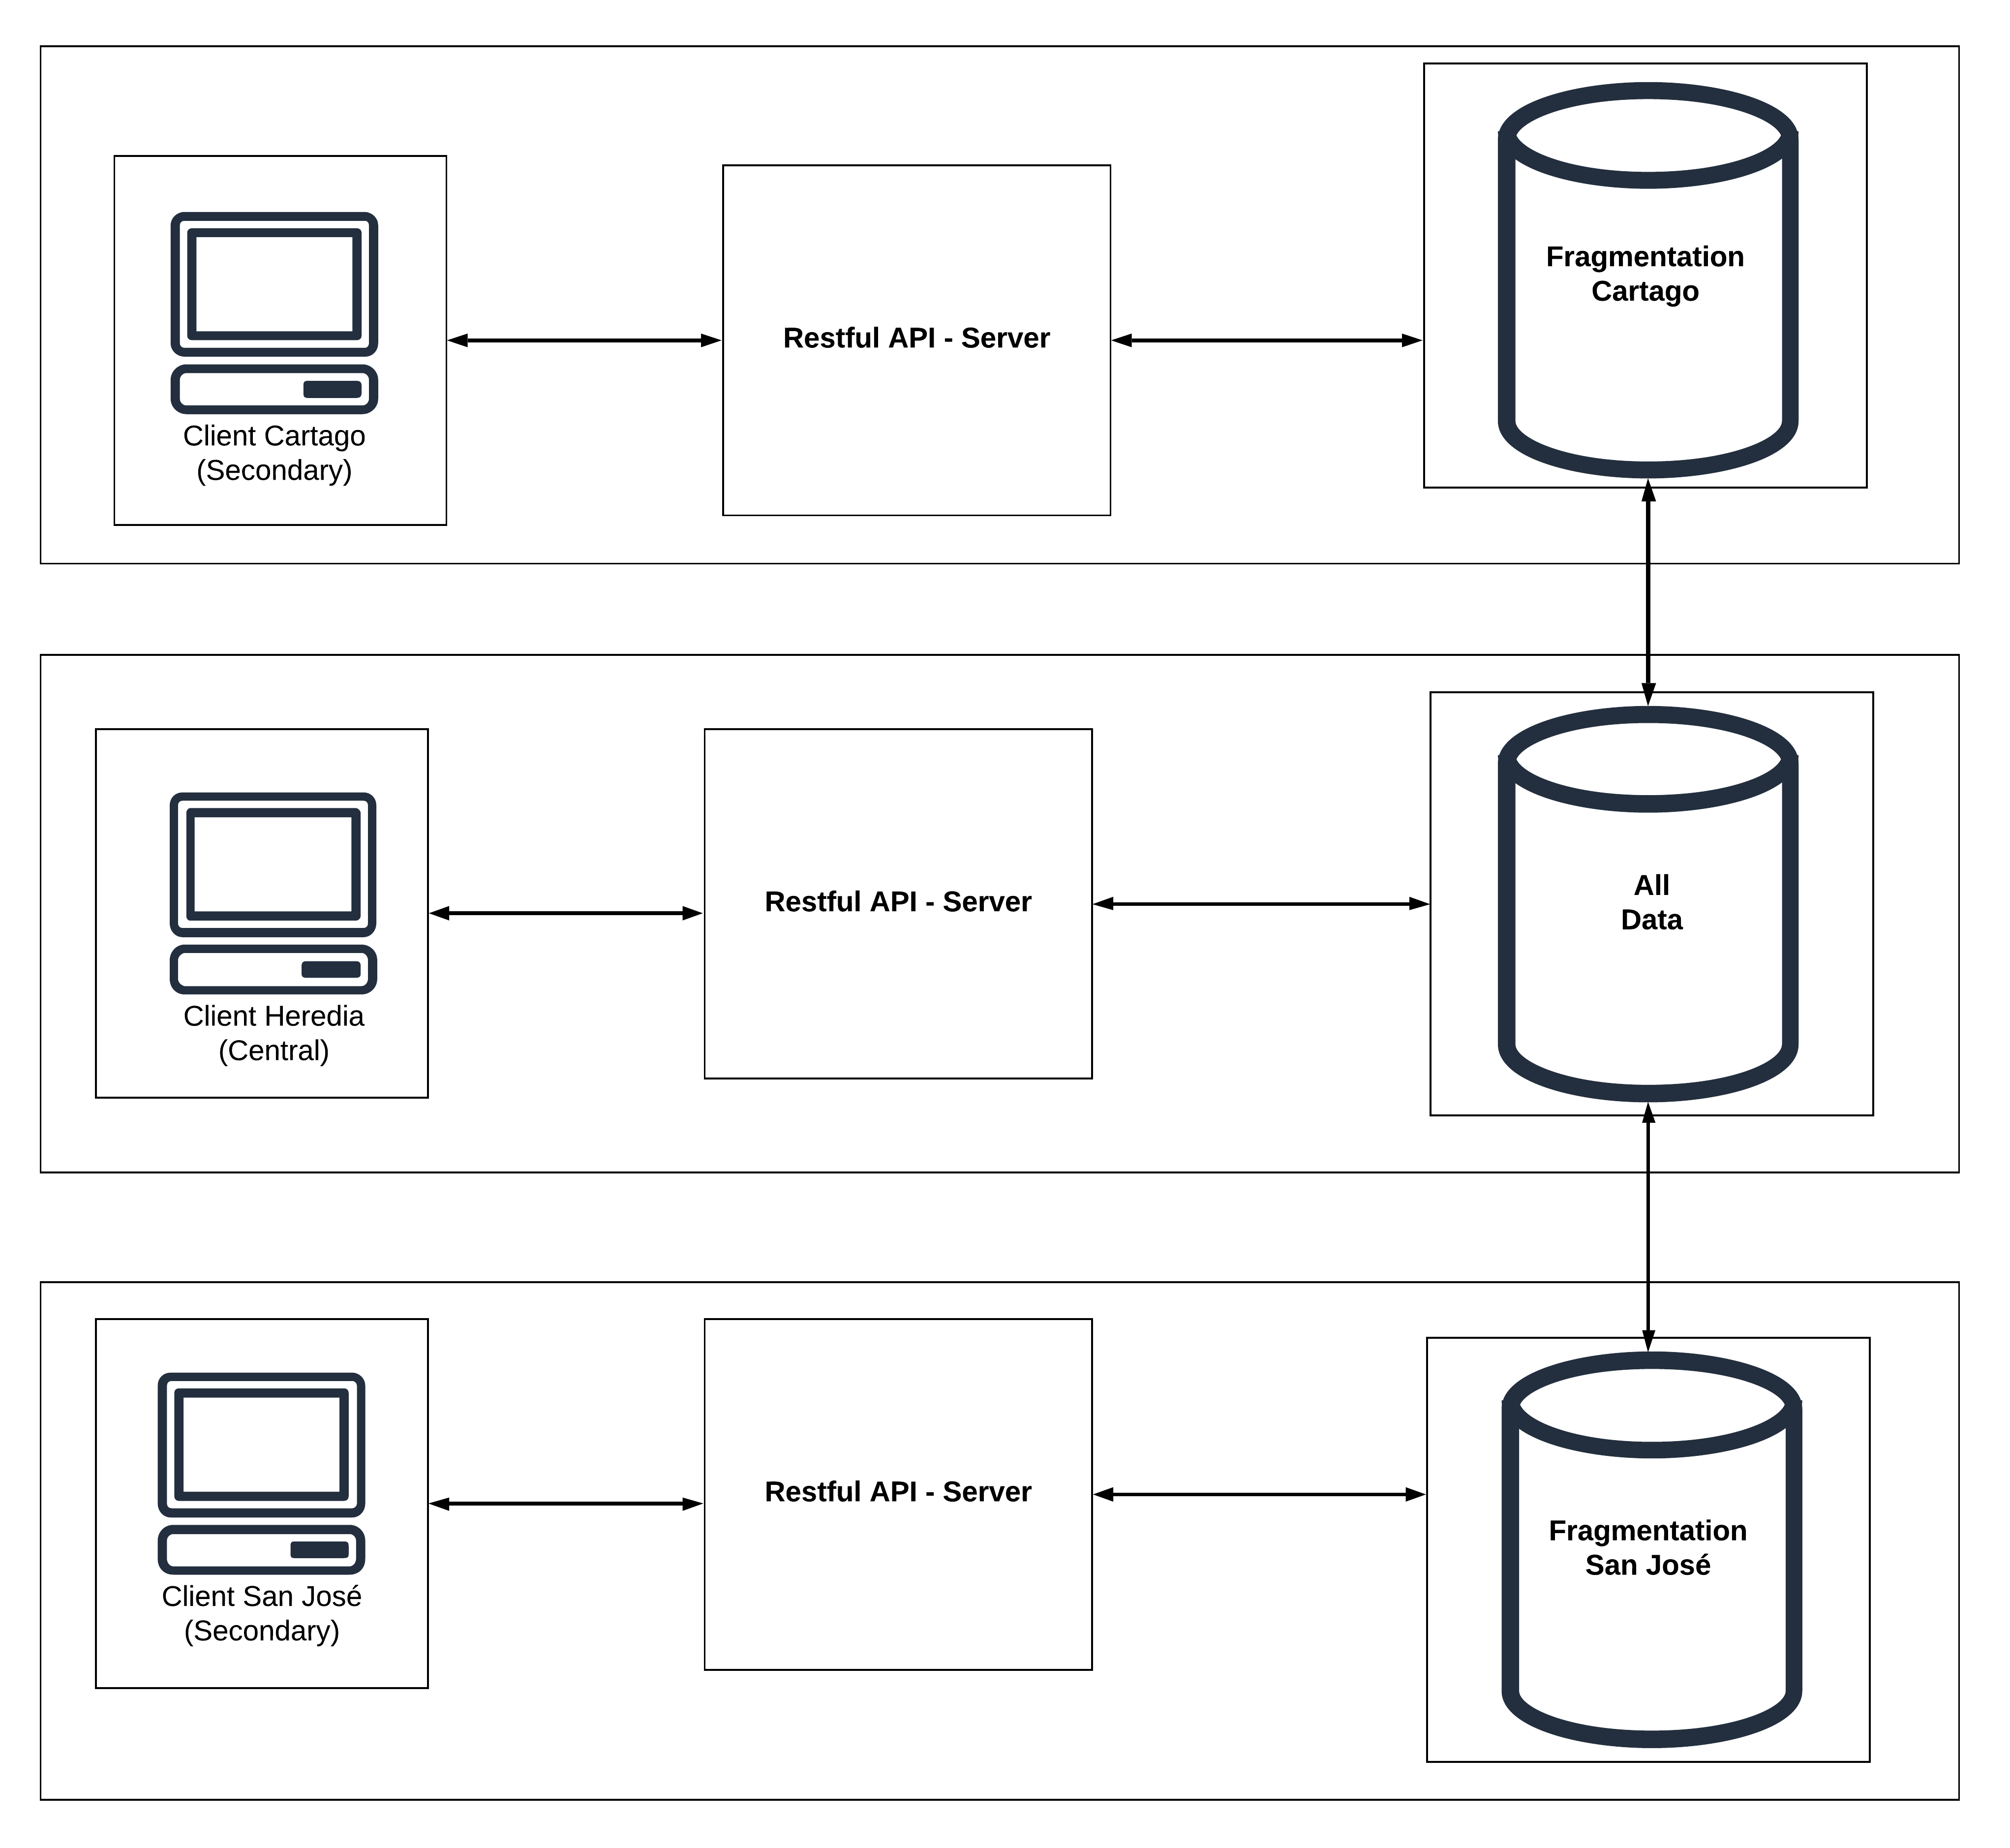 Fragmentation
Cartago
Restful API - Server
Client Cartago
(Secondary)
All
Data
Restful API - Server
Client Heredia
(Central)
Restful API - Server
Fragmentation
San José
Client San José
(Secondary)